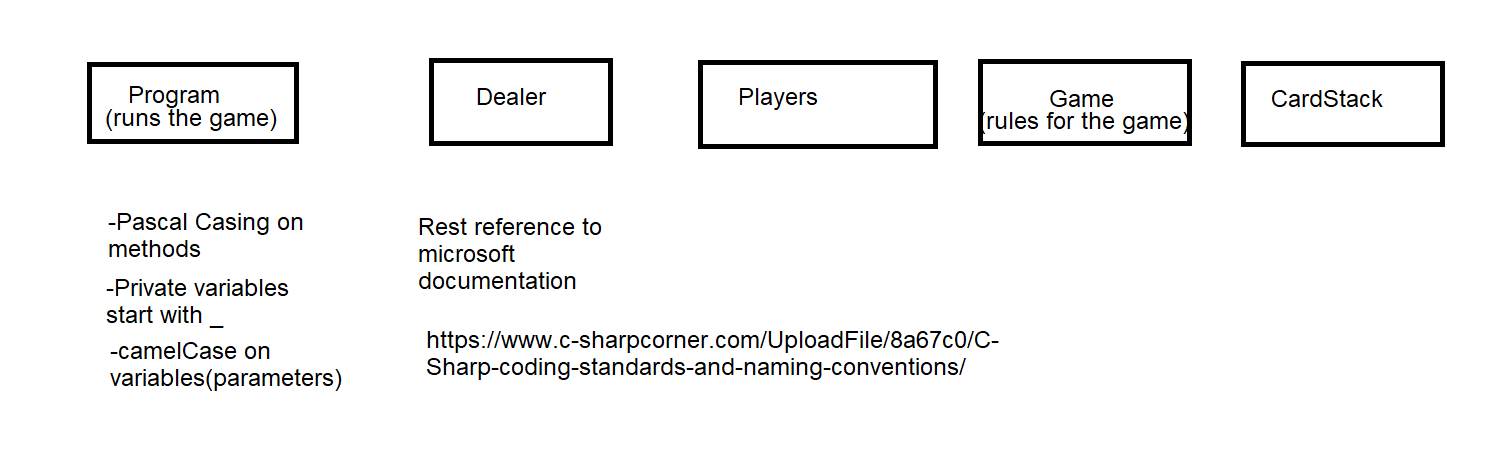 Program
(runs the game)
Dealer
Players
Game
(rules for the game)
CardStack
-Pascal Casing on
methods
-Private variables
start with _
-camelCase on
variables(parameters)
Rest reference to
microsoft
documentation
https://www.c-sharpcorner.com/UploadFile/8a67c0/C-
Sharp-coding-standards-and-naming-conventions/